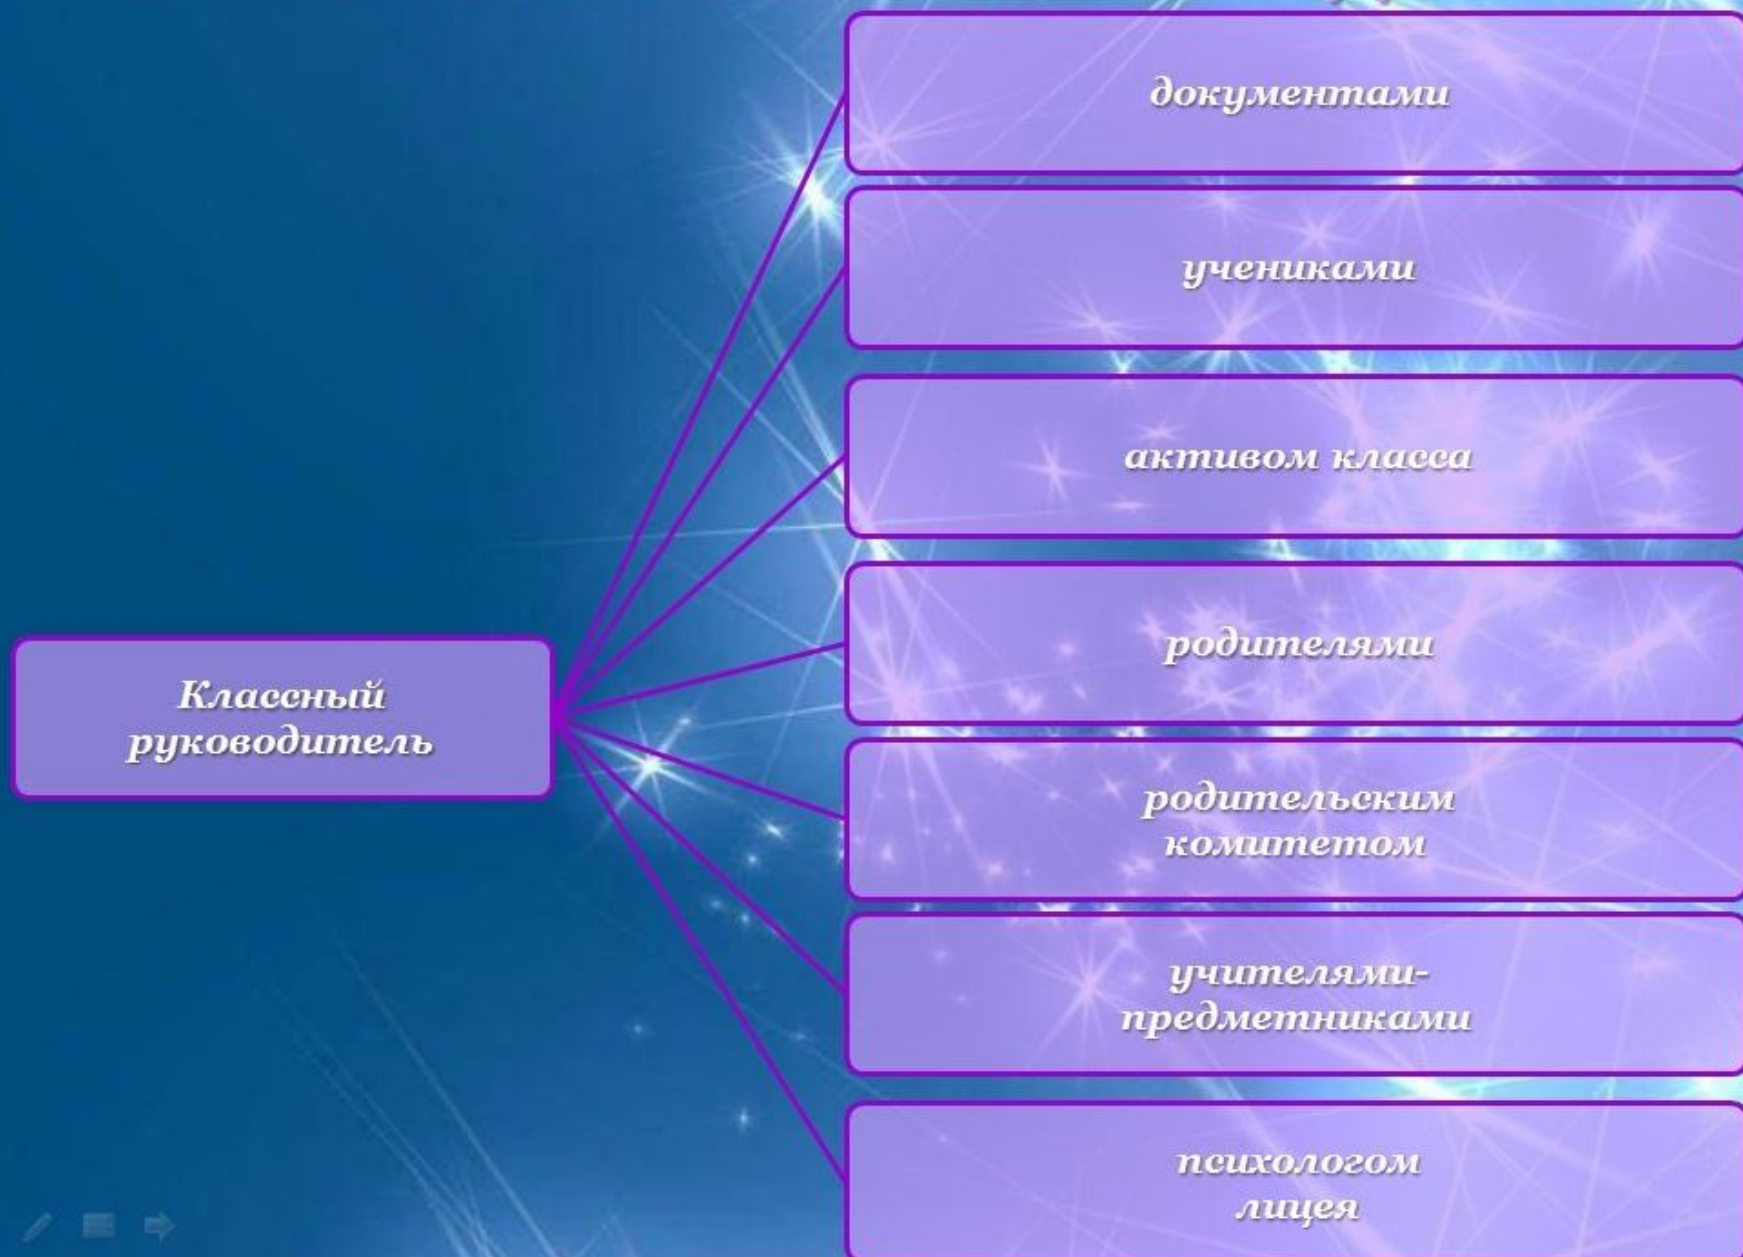 документами
учениками
активом класса
родителями
Классный
руководитель
родительским
комитетом
учителями-
предметниками
психологом
лицея